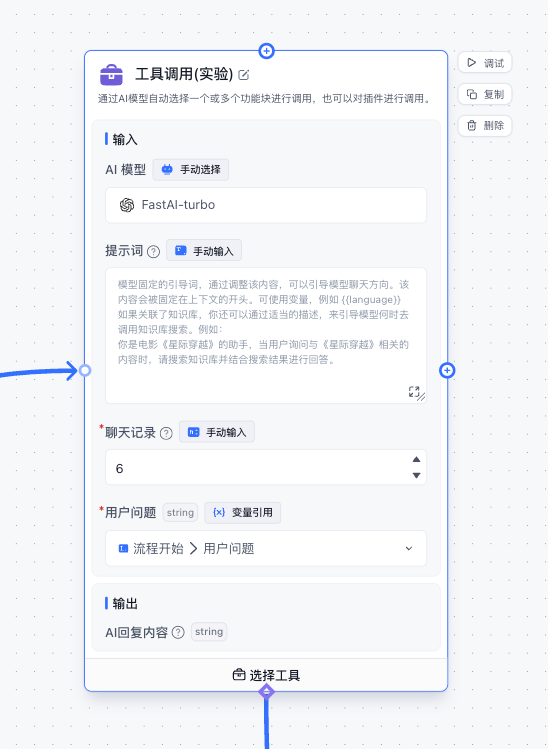 工具调用(实验)
调试
通过AI模型自动选择一个或多个功能块进行调用，也可以对插件进行调用。
复制
删除
输入
AI 模型 手动选择
FastAI-turbo
提示词 ? 手动输入
模型固定的引导词，通过调整该内容，可以引导模型聊天方向。该
内容会被固定在上下文的开头。可使用变量，例如 {{language}}
如果关联了知识库，你还可以通过适当的描述，来引导模型何时去
调用知识库搜索。例如：
你是电影《星际穿越》的助手，当用户询问与《星际穿越》相关的
内容时，请搜索知识库并结合搜索结果进行回答。
*聊天记录 ? 手动输入
6
*用户问题 string {x} 变量引用
流程开始 > 用户问题
输出
AI回复内容 ? string
选择工具